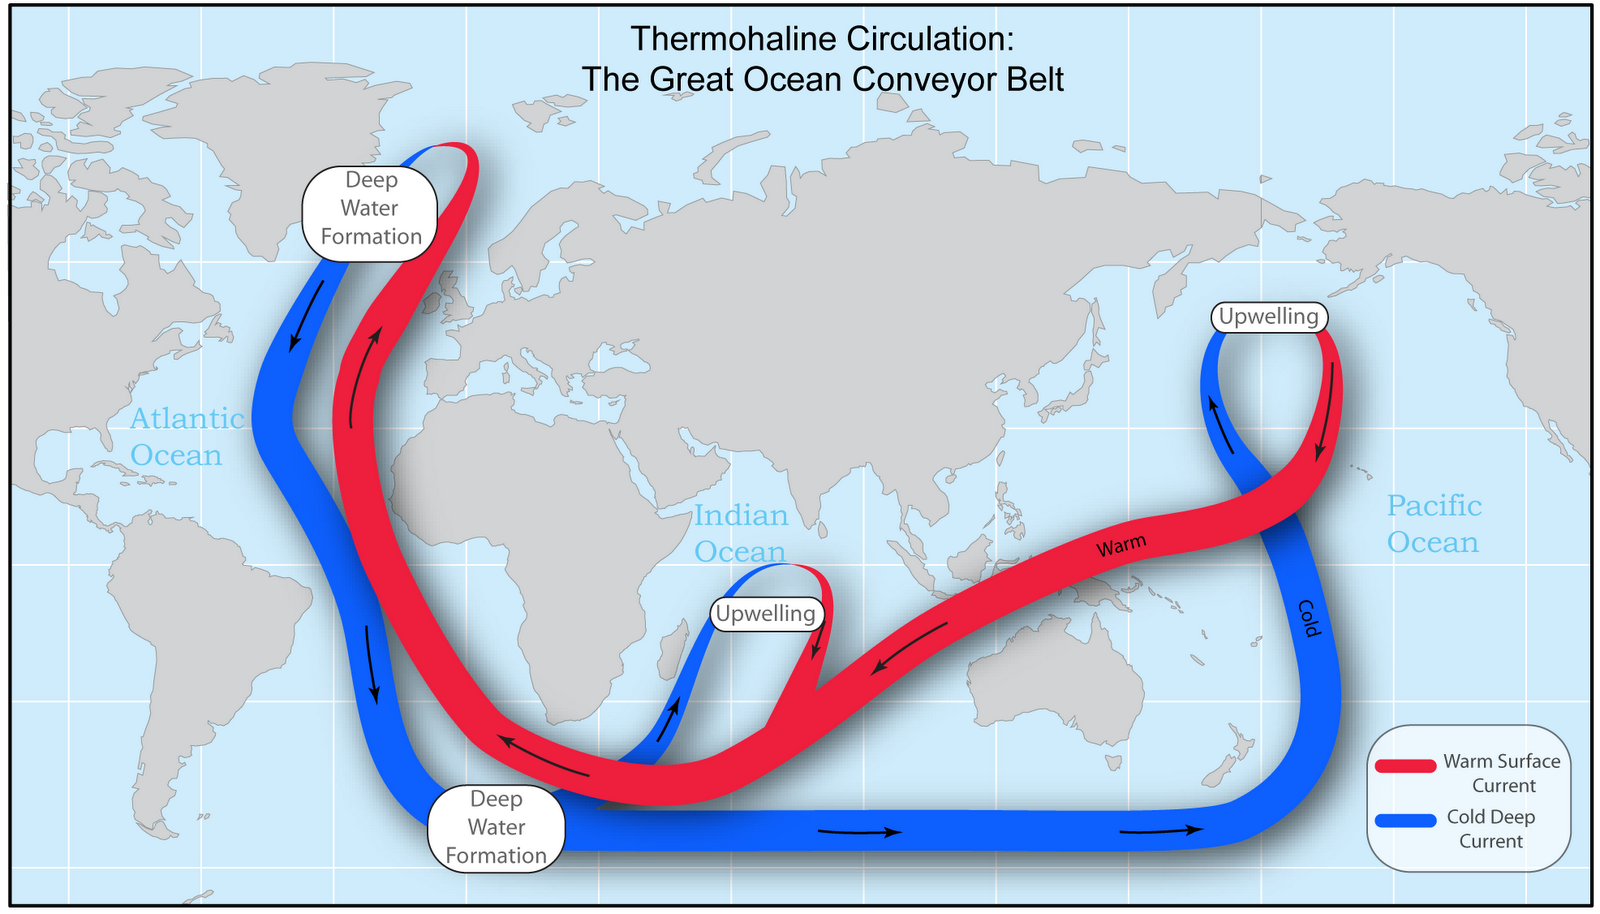 Thermohaline Circulation:
The Great Ocean Conveyor Belt
Deep
Water
Formation
Upwelling
Atlantic
Ocean
Indian
Ocean
Pacific
Ocean
Warm
Upwelling
Cold
Deep
Water
Formation
Warm Surface
Current
Cold Deep
Current